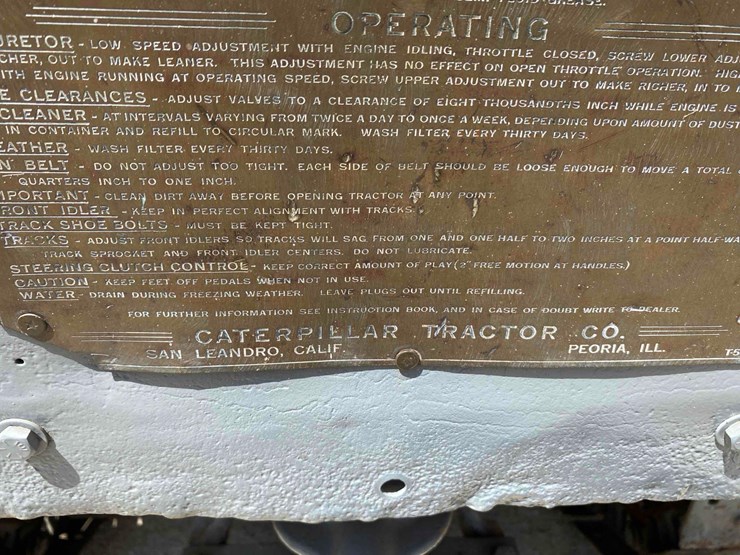 OPERATING
URETOR - LOW SPEED ADJUSTMENT WITH ENGINE IDLING, THROTTLE CLOSED, SCREW LOWER ADJ
CHER, OUT TO MAKE LEANER. THIS ADJUSTMENT HAS NO EFFECT ON OPEN THROTTLE OPERATION. HIG
ITH ENGINE RUNNING AT OPERATING SPEED, SCREW UPPER ADJUSTMENT OUT TO MAKE RICHER, IN TO
E CLEARANCES - ADJUST VALVES TO A CLEARANCE OF EIGHT THOUSANDTHS INCH WHILE ENGINE IS
CLEANER - AT INTERVALS VARYING FROM TWICE A DAY TO ONCE A WEEK, DEPENDING UPON AMOUNT OF DUST
IN CONTAINER AND REFILL TO CIRCULAR MARK. WASH FILTER EVERY THIRTY DAYS.
EATHER - WASH FILTER EVERY THIRTY DAYS.
N BELT - DO NOT ADJUST TOO TIGHT. EACH SIDE OF BELT SHOULD BE LOOSE ENOUGH TO MOVE A TOTAL
QUARTERS INCH TO ONE INCH.
MPORTANT - CLEAN DIRT AWAY BEFORE OPENING TRACTOR AT ANY POINT.
FRONT IDLER - KEEP IN PERFECT ALIGNMENT WITH TRACKS.
TRACK SHOE BOLTS - MUST BE KEPT TIGHT.
TRACKS - ADJUST FRONT IDLERS SO TRACKS WILL SAG FROM ONE AND ONE HALF TO TWO INCHES AT A POINT HALF-WA
TRACK SPROCKET AND FRONT IDLER CENTERS. DO NOT LUBRICATE.
STEERING CLUTCH CONTROL - KEEP CORRECT AMOUNT OF PLAY (2" FREE MOTION AT HANDLES.)
CAUTION - KEEP FEET OFF PEDALS WHEN NOT IN USE.
WATER - DRAIN DURING FREEZING WEATHER. LEAVE PLUGS OUT UNTIL REFILLING.
FOR FURTHER INFORMATION SEE INSTRUCTION BOOK, AND IN CASE OF DOUBT WRITE TO DEALER.
CATERPILLAR TRACTOR CO.
SAN LEANDRO, CALIF. PEORIA, ILL. T-5